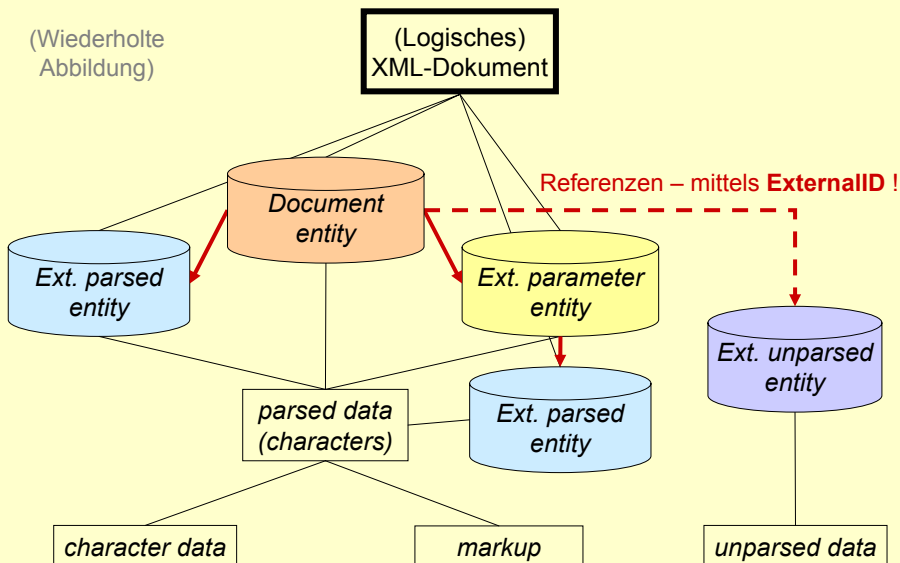 (Wiederholte
Abbildung)
(Logisches)
XML-Dokument
Referenzen – mittels ExternalID !
Document
entity
Ext. parsed
entity
Ext. parameter
entity
Ext. unparsed
entity
parsed data
(characters)
Ext. parsed
entity
character data
markup
unparsed data